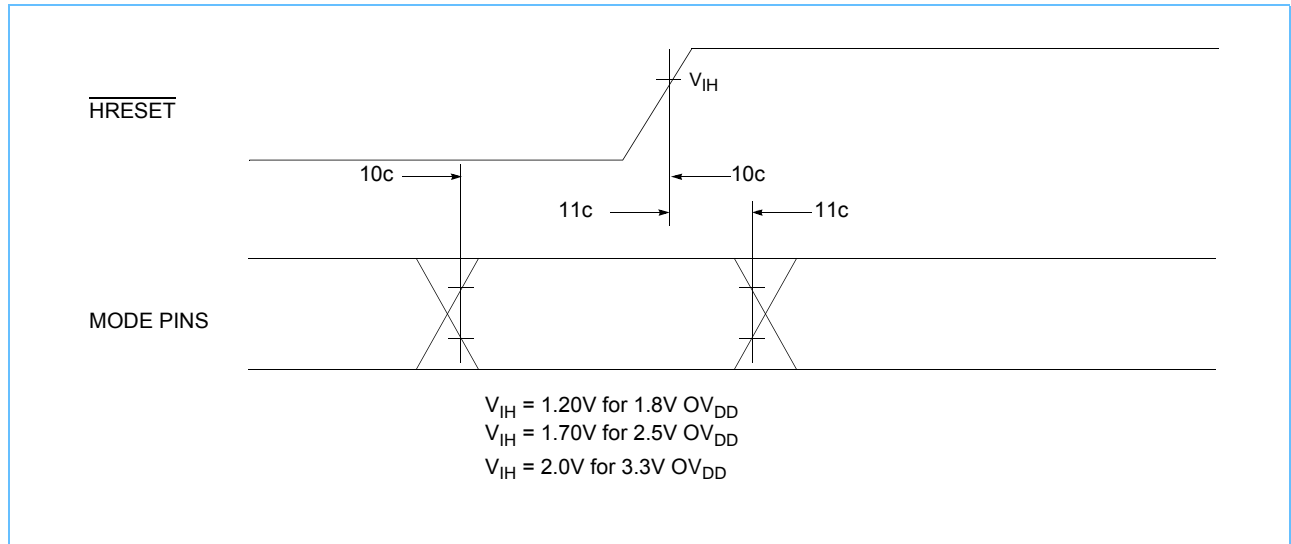 VIH
HRESET
10c
10c
11c
11c
MODE PINS
VIH = 1.20V for 1.8V OVDD
VIH = 1.70V for 2.5V OVDD
VIH = 2.0V for 3.3V OVDD